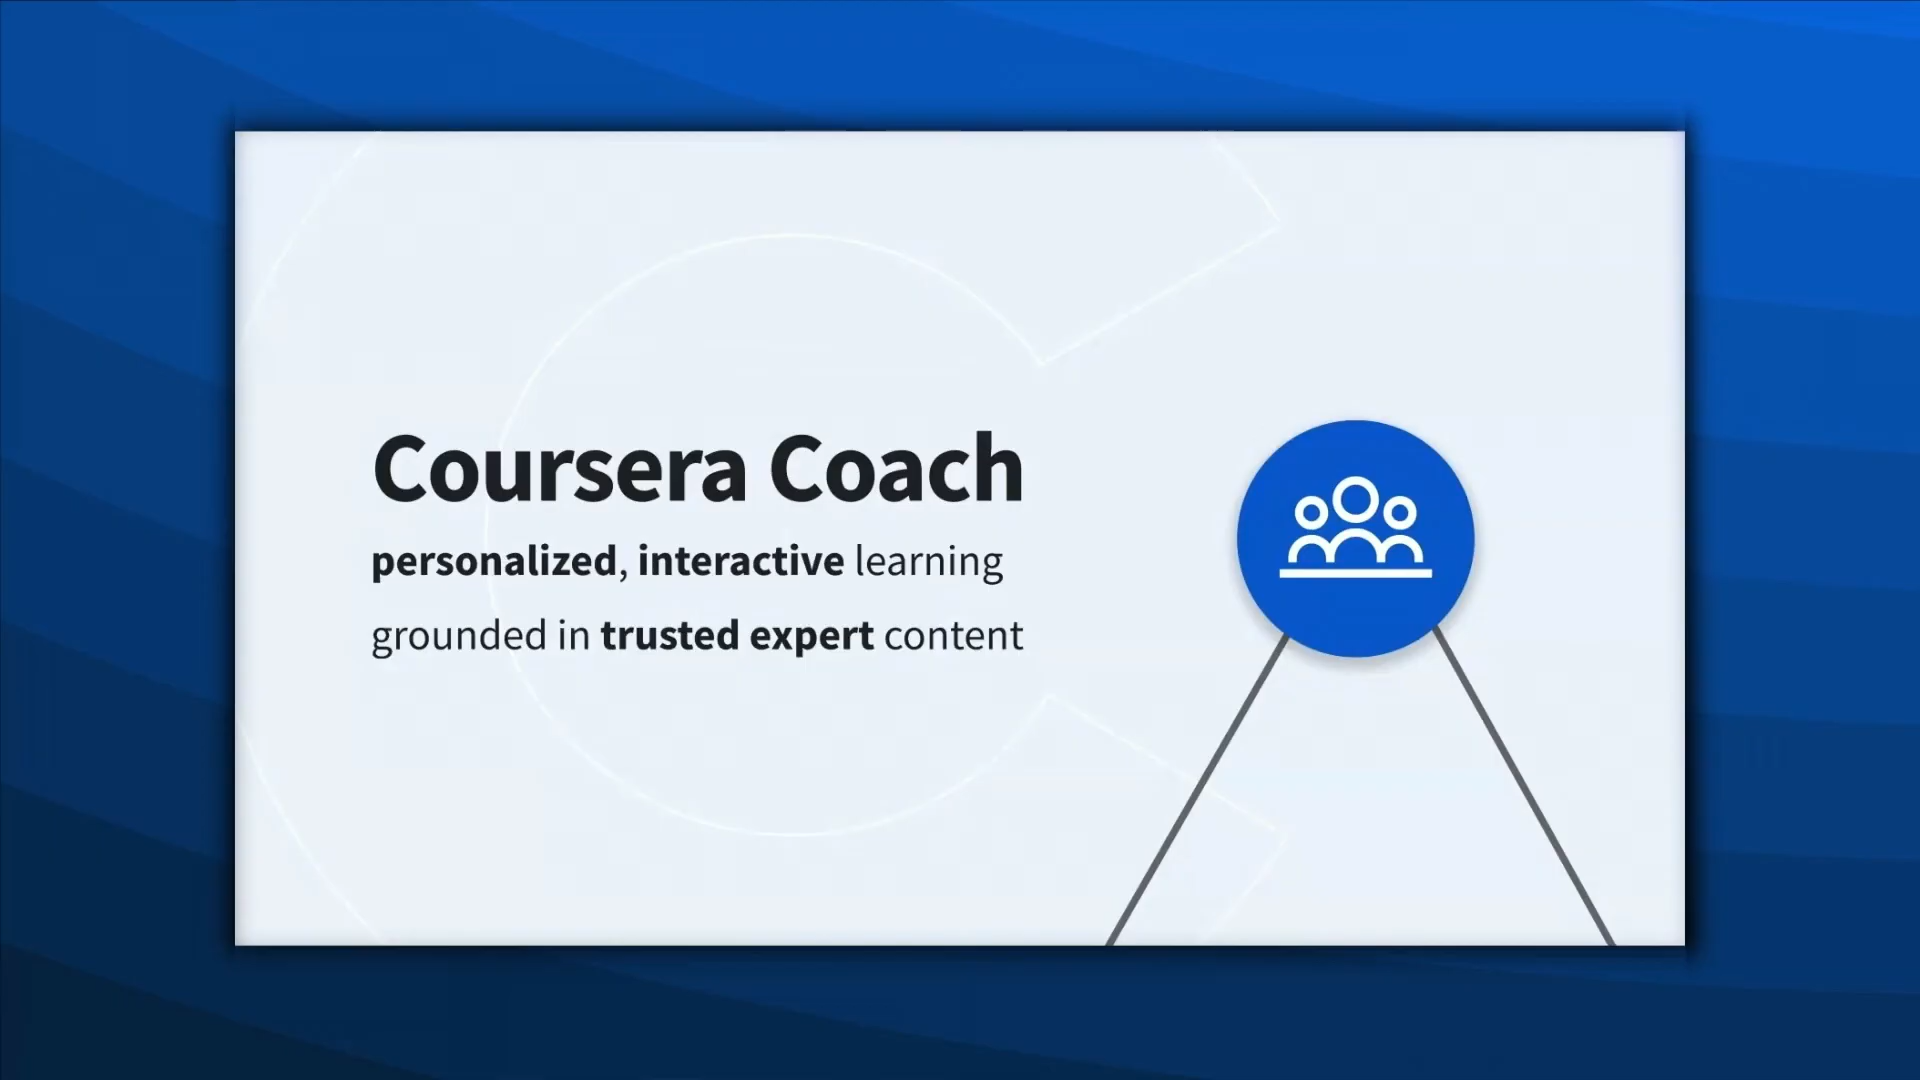 Coursera Coach
personalized, interactive learning
grounded in trusted expert content